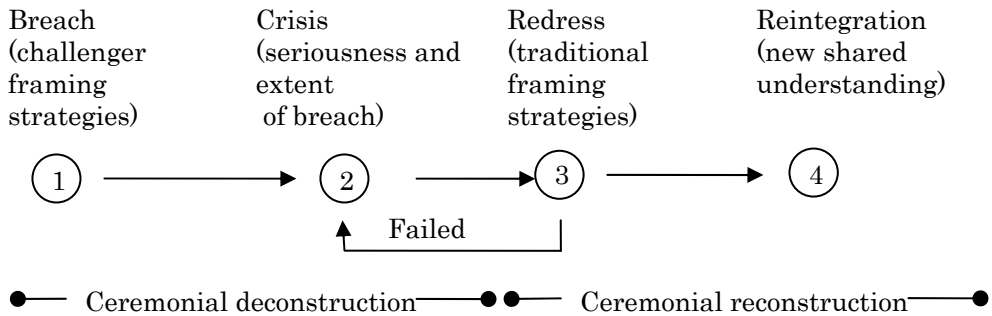 Breach
(challenger
framing
strategies)
Crisis
(seriousness and
extent
of breach)
Redress
(traditional
framing
strategies)
Reintegration
(new shared
understanding)
1
2
3
4
Failed
Ceremonial deconstruction
Ceremonial reconstruction